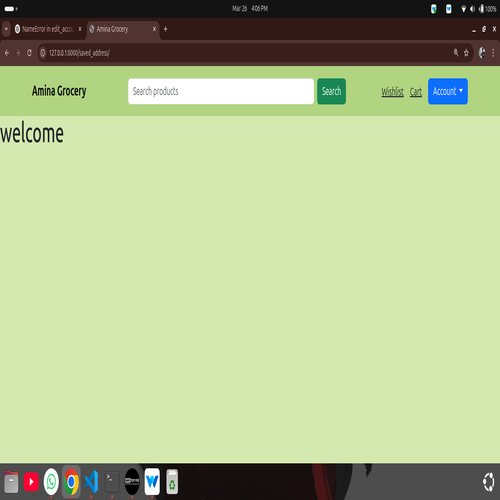 Mar 26 4:06 PM
100%
NameError in edit_acco
Amina Grocery
127.0.0.1:8000/saved_address/
Amina Grocery
Search products
Search
Wishlist
Cart
Account
welcome